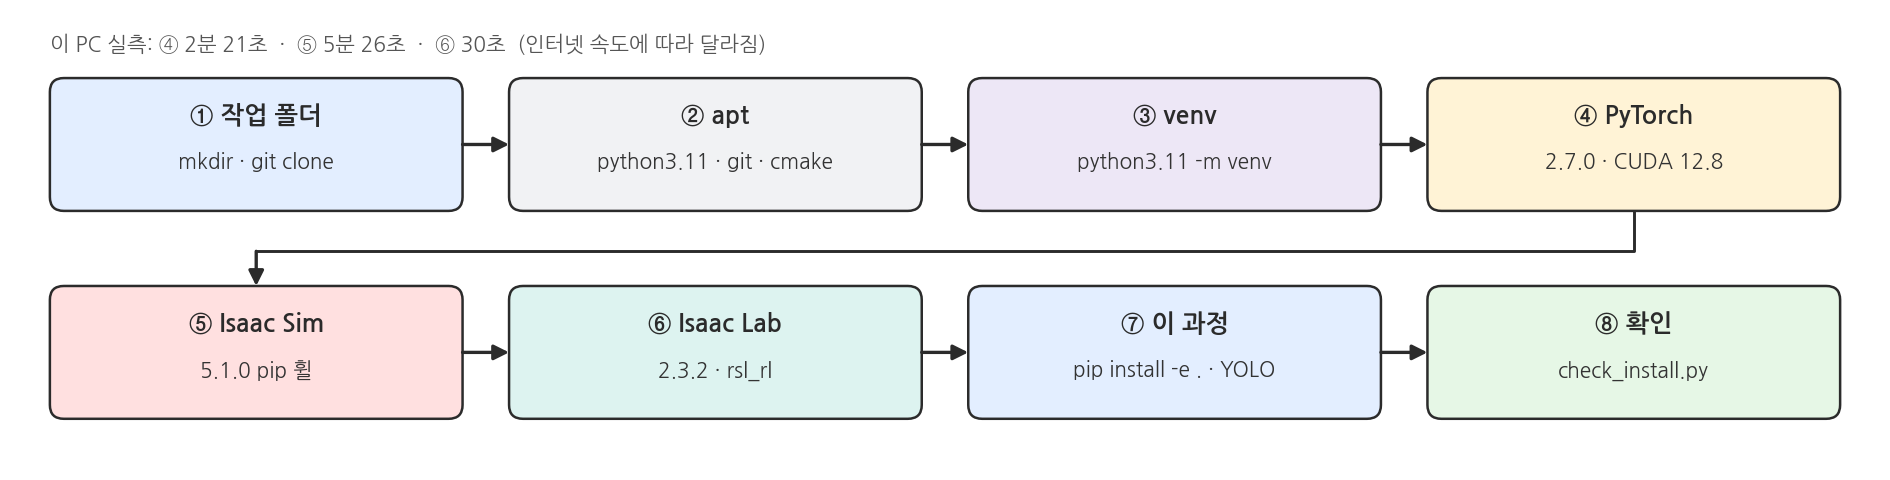 이 PC 실측: ④ 2분 21초 · ⑤ 5분 26초 · ⑥ 30초 (인터넷 속도에 따라 달라짐)
① 작업 폴더
mkdir · git clone
② apt
python3.11 · git · cmake
③ venv
python3.11 -m venv
④ PyTorch
2.7.0 · CUDA 12.8
⑤ Isaac Sim
5.1.0 pip 휠
⑥ Isaac Lab
2.3.2 · rsl_rl
⑦ 이 과정
pip install -e . · YOLO
⑧ 확인
check_install.py